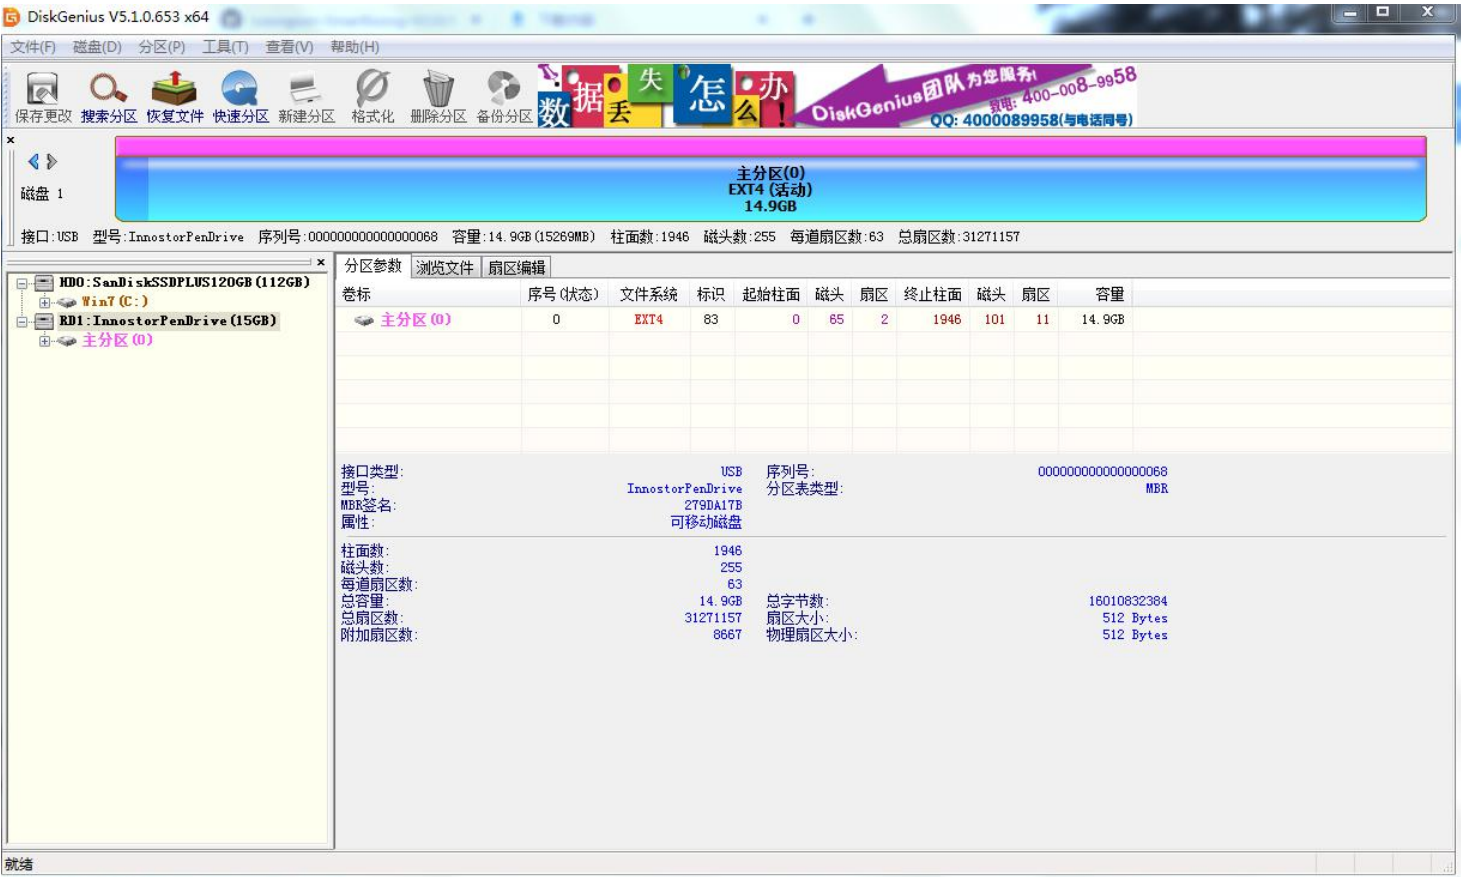 DiskGenius V5.1.0.653 x64
文件(F) 磁盘(D) 分区(P) 工具(T) 查看(V) 帮助(H)
保存更改 搜索分区 恢复文件 快速分区 新建分区 格式化 删除分区 备份分区
数据丢失怎么办!
DiskGenius团队为您服务!
致电: 400-008-9958
QQ: 4000089958(与电话同号)
磁盘 1
主分区(0)
EXT4 (活动)
14.9GB
接口:USB 型号:InnostorPenDrive 序列号:000000000000000068 容量:14.9GB(15269MB) 柱面数:1946 磁头数:255 每道扇区数:63 总扇区数:31271157
HD0:SanDiskSSDPLUS120GB(112GB)
Win7(C:)
RD1:InnostorPenDrive(15GB)
主分区(0)
分区参数 浏览文件 扇区编辑
卷标 序号(状态) 文件系统 标识 起始柱面 磁头 扇区 终止柱面 磁头 扇区 容量
主分区(0) 0 EXT4 83 0 65 2 1946 101 11 14.9GB
接口类型: USB 序列号: 000000000000000068
型号: InnostorPenDrive 分区表类型: MBR
MBR签名: 279DA17B
属性: 可移动磁盘
柱面数: 1946
磁头数: 255
每道扇区数: 63
总容量: 14.9GB 总字节数: 16010832384
总扇区数: 31271157 扇区大小: 512 Bytes
附加扇区数: 8667 物理扇区大小: 512 Bytes
就绪